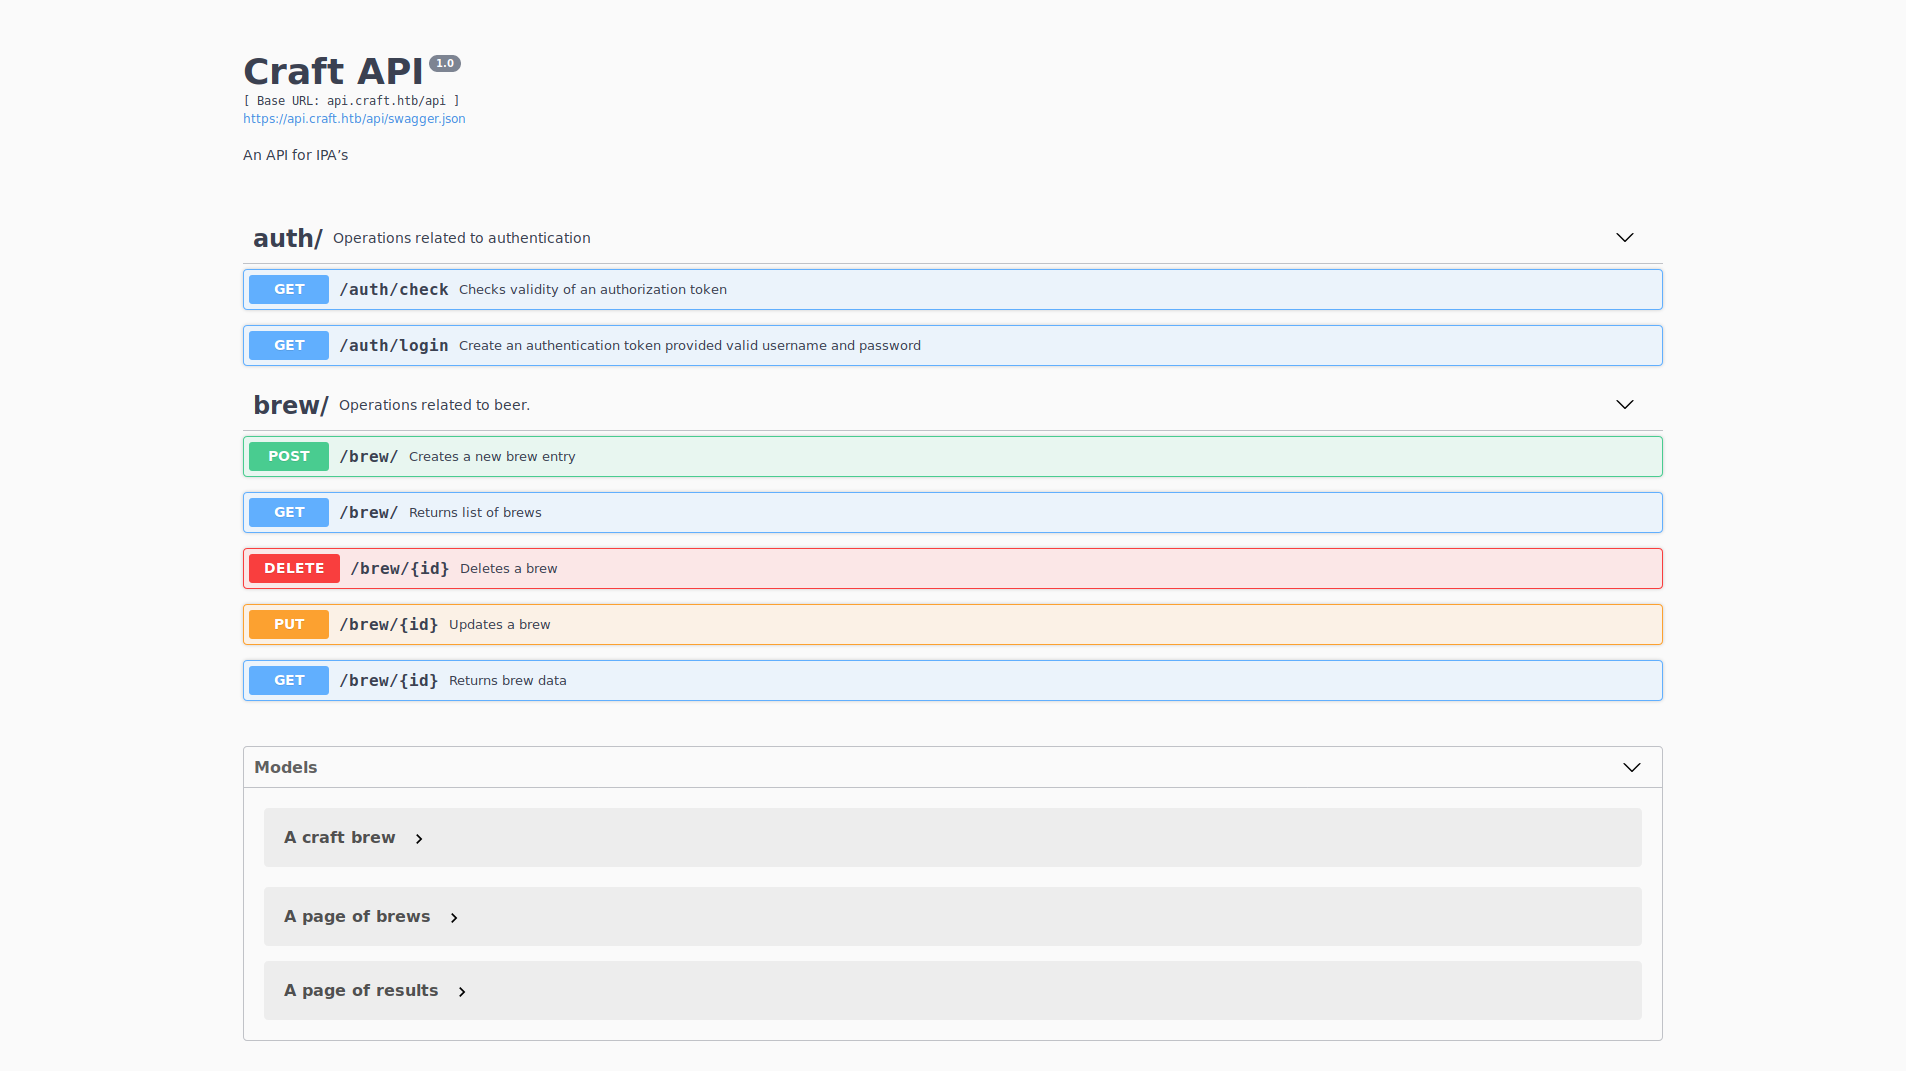 Craft API 1.0
[ Base URL: api.craft.htb/api ]
https://api.craft.htb/api/swagger.json
An API for IPA’s
auth/ Operations related to authentication
GET /auth/check Checks validity of an authorization token
GET /auth/login Create an authentication token provided valid username and password
brew/ Operations related to beer.
POST /brew/ Creates a new brew entry
GET /brew/ Returns list of brews
DELETE /brew/{id} Deletes a brew
PUT /brew/{id} Updates a brew
GET /brew/{id} Returns brew data
Models
A craft brew
A page of brews
A page of results